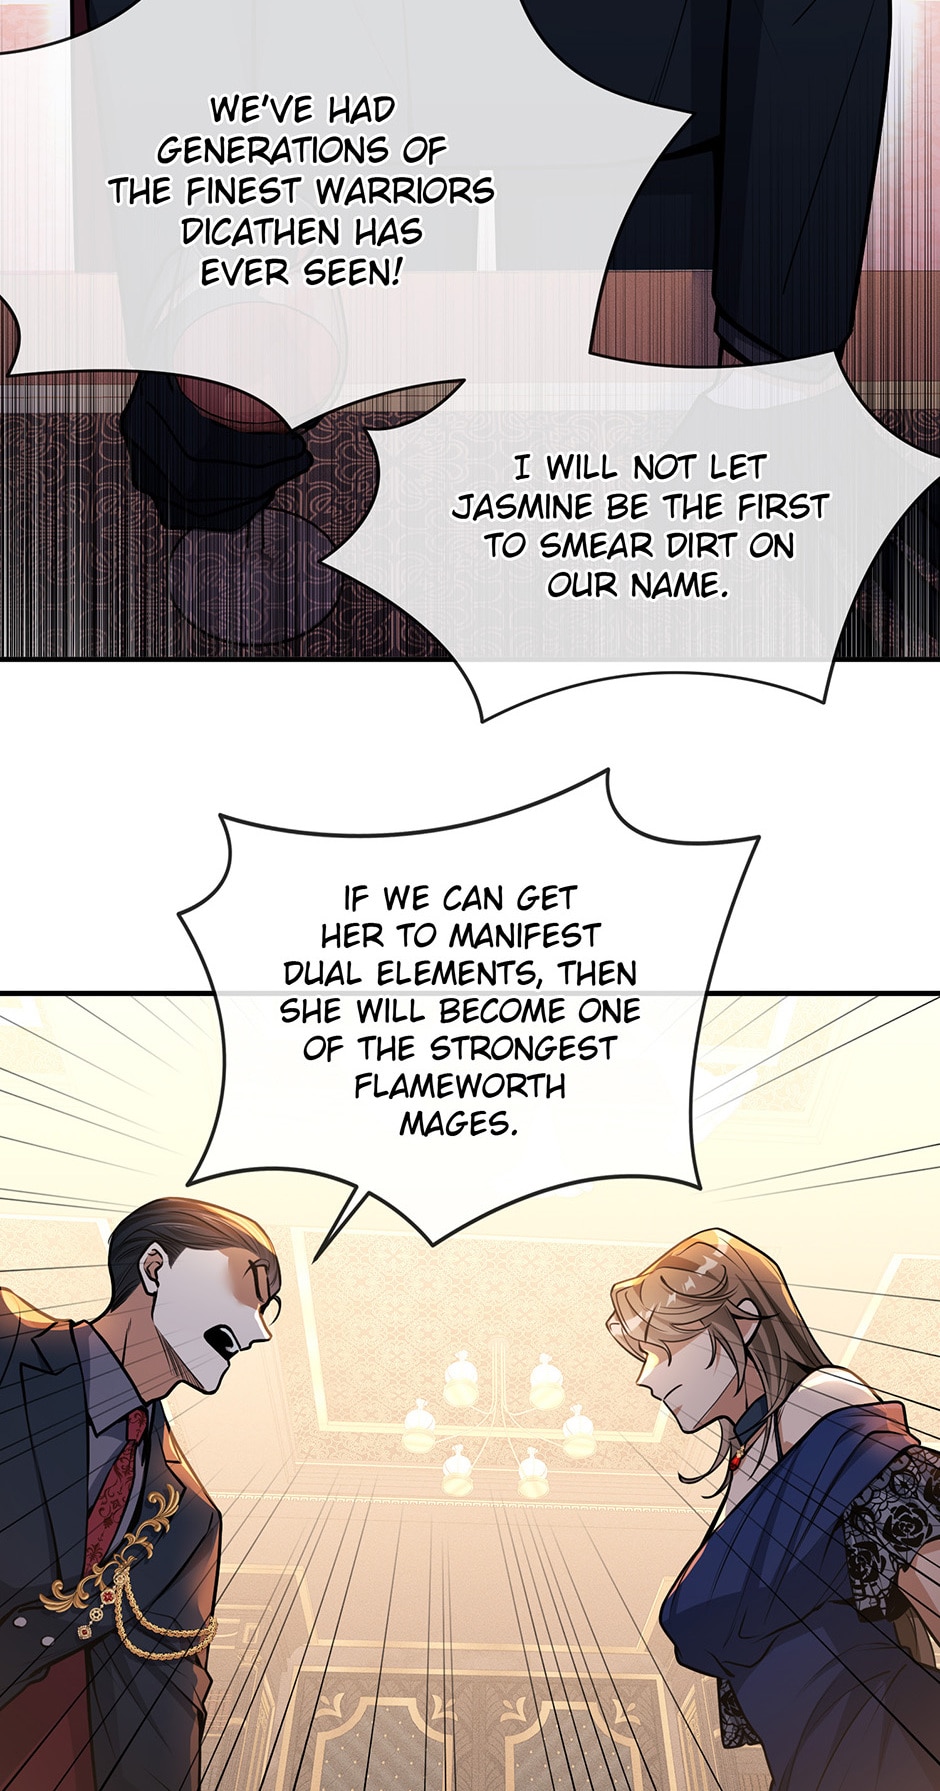 WE'VE HAD
GENERATIONS OF
THE FINEST WARRIORS
DICATHEN HAS
EVER SEEN!
I WILL NOT LET
JASMINE BE THE FIRST
TO SMEAR DIRT ON
OUR NAME.
IF WE CAN GET
HER TO MANIFEST
DUAL ELEMENTS, THEN
SHE WILL BECOME ONE
OF THE STRONGEST
FLAMEWORTH
MAGES.